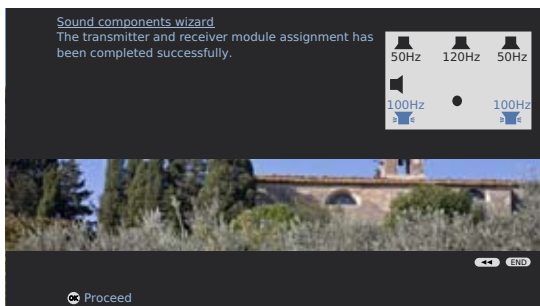 Sound components wizard
The transmitter and receiver module assignment has
been completed successfully.
50Hz 120Hz 50Hz
100Hz 100Hz
END
OK Proceed